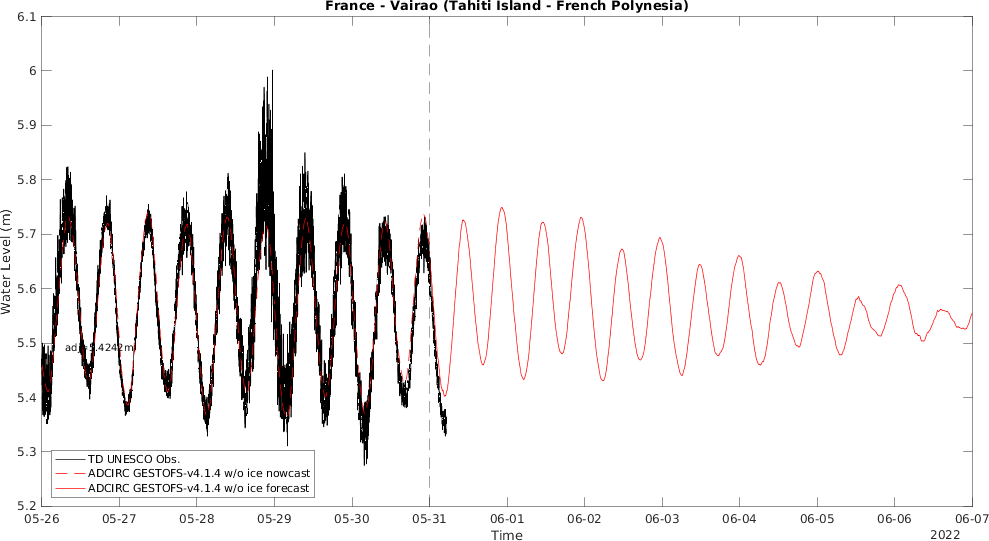 France - Vairao (Tahiti Island - French Polynesia)
6.1
6
5.9
5.8
5.7
5.6
5.5
5.4
5.3
5.2
Water Level (m)
TD UNESCO Obs.
ADCIRC GESTOFS-v4.1.4 w/o ice nowcast
ADCIRC GESTOFS-v4.1.4 w/o ice forecast
05-26 05-27 05-28 05-29 05-30 05-31 06-01 06-02 06-03 06-04 06-05 06-06 06-07
Time
2022